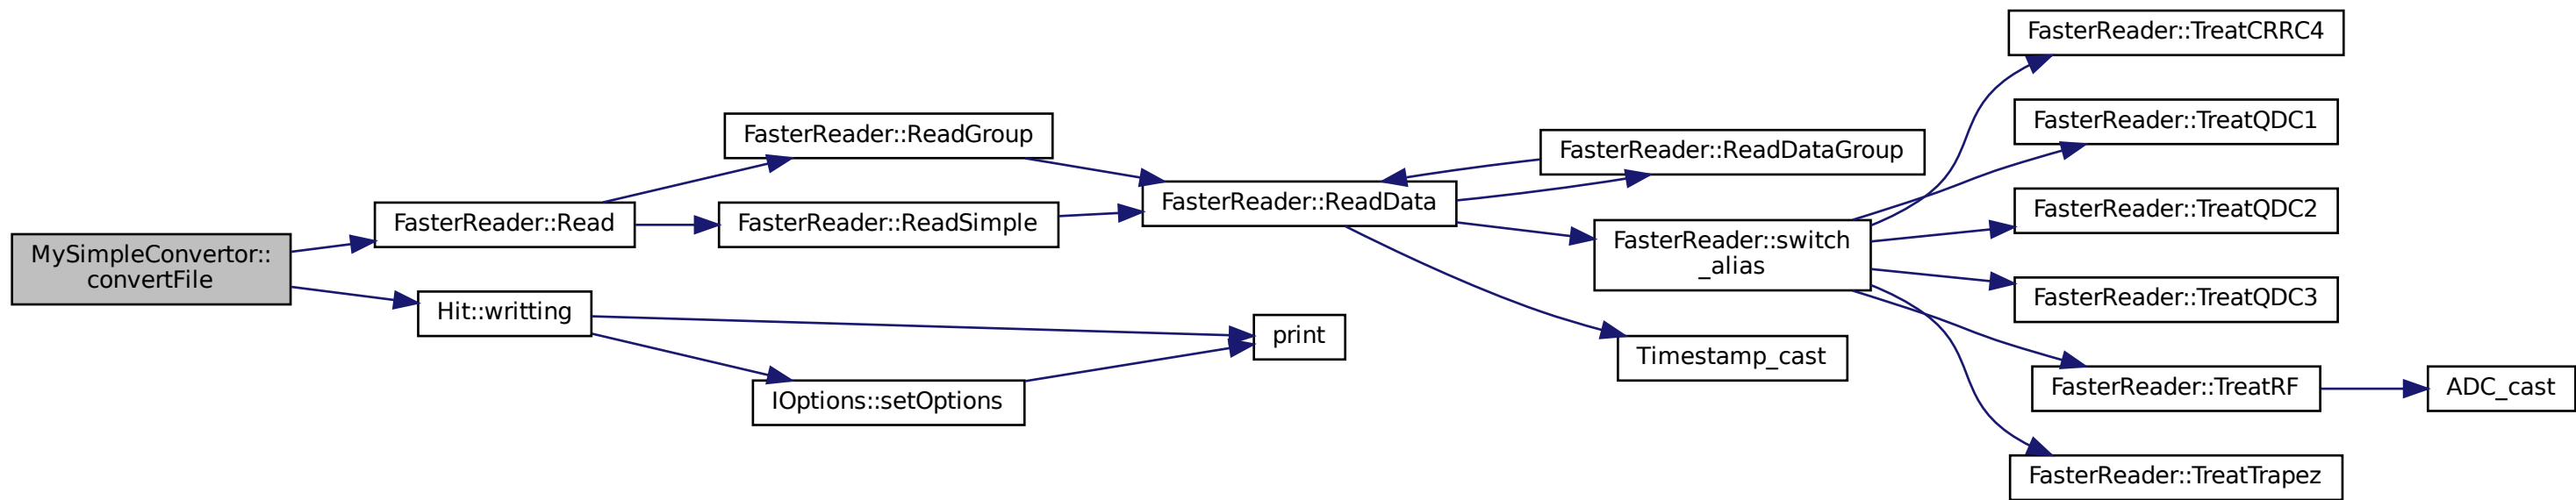 MySimpleConvertor::
convertFile
FasterReader::Read
Hit::writting
FasterReader::ReadGroup
FasterReader::ReadSimple
IOptions::setOptions
FasterReader::ReadData
print
FasterReader::ReadDataGroup
FasterReader::switch
_alias
Timestamp_cast
FasterReader::TreatCRRC4
FasterReader::TreatQDC1
FasterReader::TreatQDC2
FasterReader::TreatQDC3
FasterReader::TreatRF
FasterReader::TreatTrapez
ADC_cast